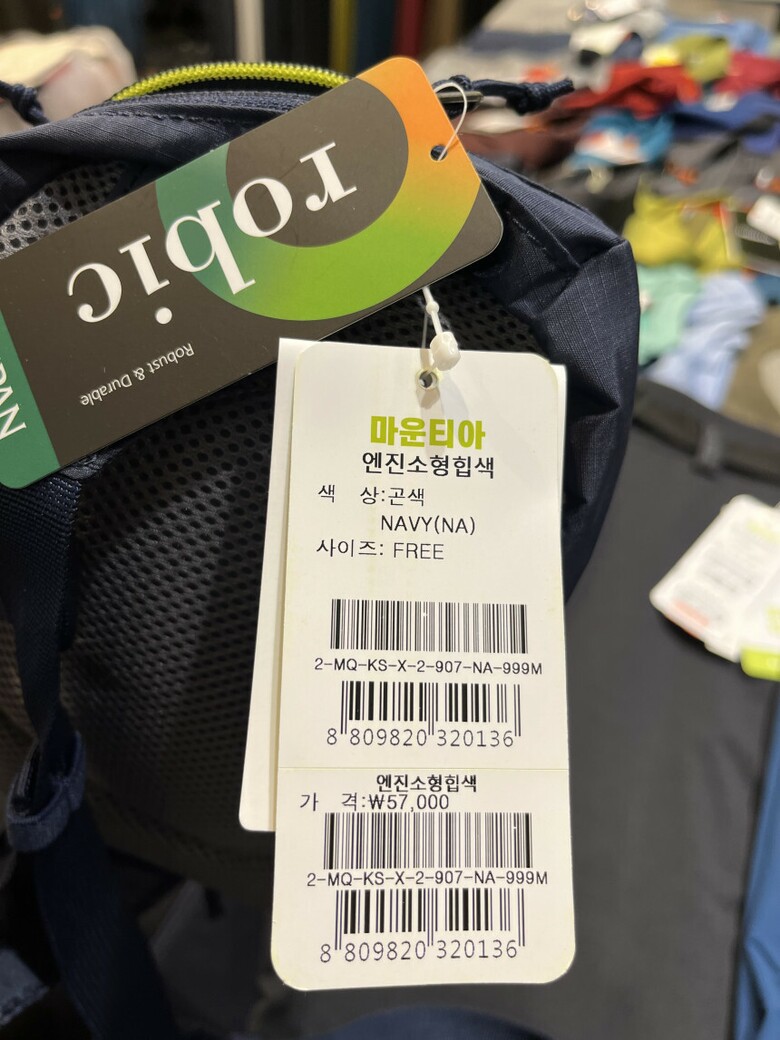 robic
Robust & Durable
마운티아
엔진소형힙색
색 상:곤색
NAVY(NA)
사이즈: FREE
2-MQ-KS-X-2-907-NA-999M
8 809820 320136
엔진소형힙색
가 격:₩57,000
2-MQ-KS-X-2-907-NA-999M
8 809820 320136